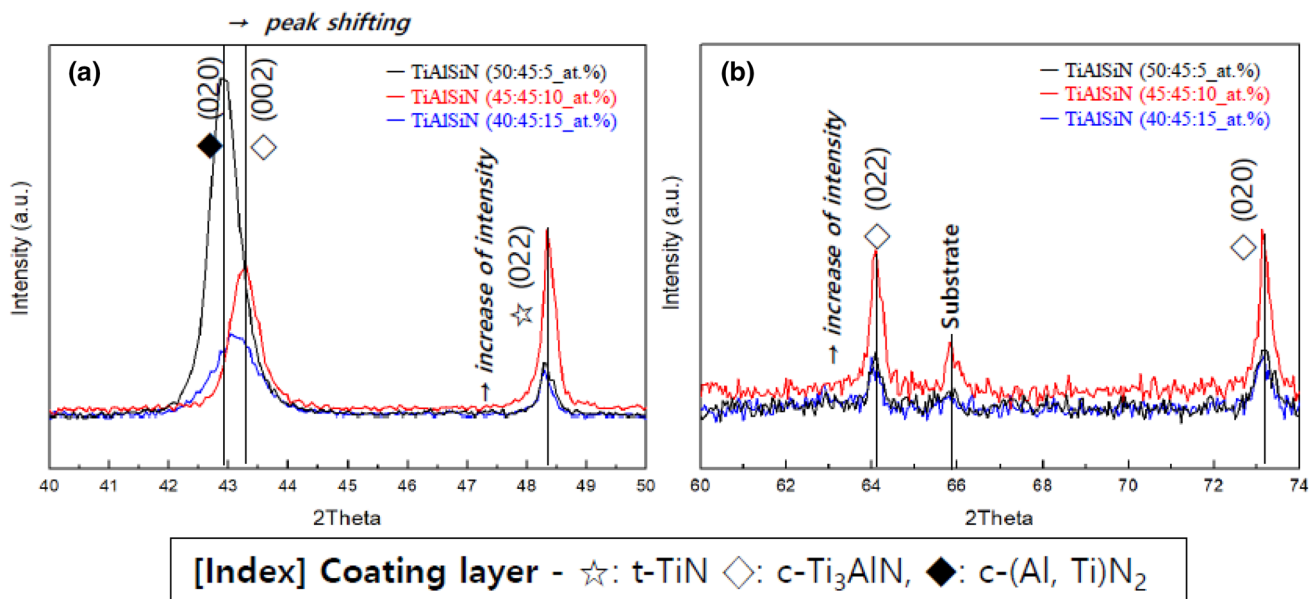 → peak shifting
(a)
(020)
(002)
TiAlSiN (50:45:5_at.%)
TiAlSiN (45:45:10_at.%)
TiAlSiN (40:45:15_at.%)
→ increase of intensity
☆ (022)
Intensity (a.u.)
40 41 42 43 44 45 46 47 48 49 50
2Theta
(b)
TiAlSiN (50:45:5_at.%)
TiAlSiN (45:45:10_at.%)
TiAlSiN (40:45:15_at.%)
→ increase of intensity
(022)
Substrate
(020)
Intensity (a.u.)
60 62 64 66 68 70 72 74
2Theta
[Index] Coating layer - ☆: t-TiN ◇: c-Ti₃AlN, ◆: c-(Al, Ti)N₂